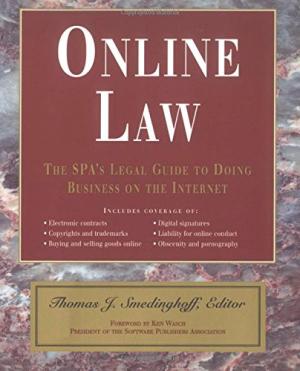 ONLINE
LAW
THE SPA'S LEGAL GUIDE TO DOING
BUSINESS ON THE INTERNET
INCLUDES COVERAGE OF:
• Electronic contracts
• Copyrights and trademarks
• Buying and selling goods online
• Digital signatures
• Liability for online conduct
• Obscenity and pornography
Thomas J. Smedinghoff, Editor
FOREWORD BY KEN WASCH
PRESIDENT OF THE SOFTWARE PUBLISHERS ASSOCIATION